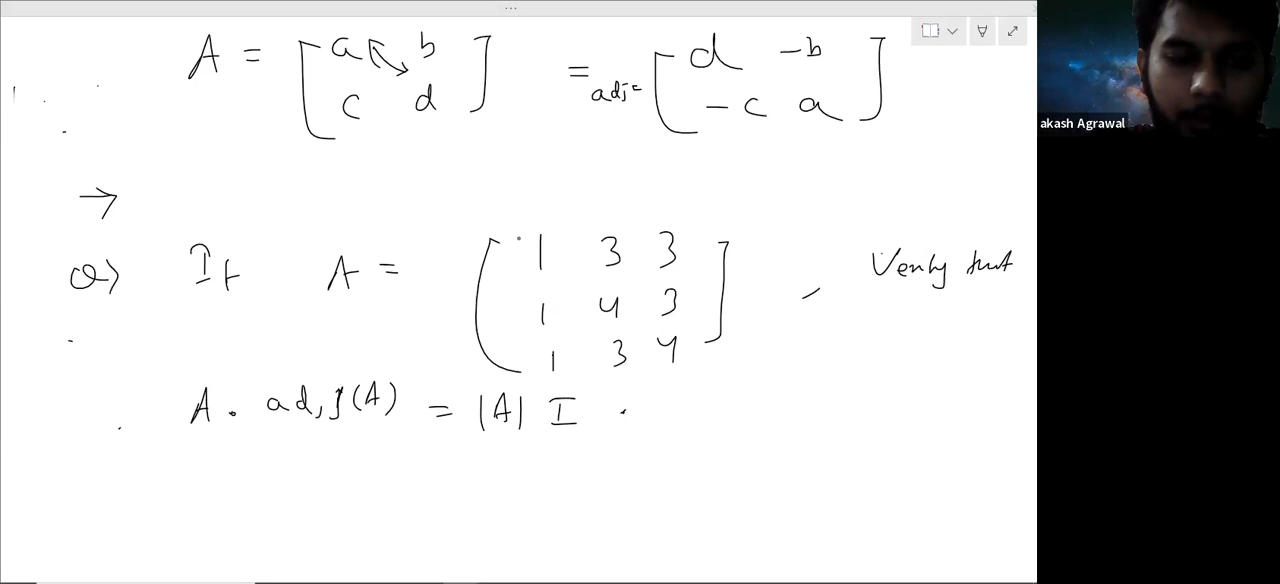 A = [ a b = adj= [ d -b ]
c d ] -c a ]
→
Q) If A = [ 1 3 3 , Verify that
1 4 3
1 3 4 ]
A . adj(A) = |A| I .
akash Agrawal